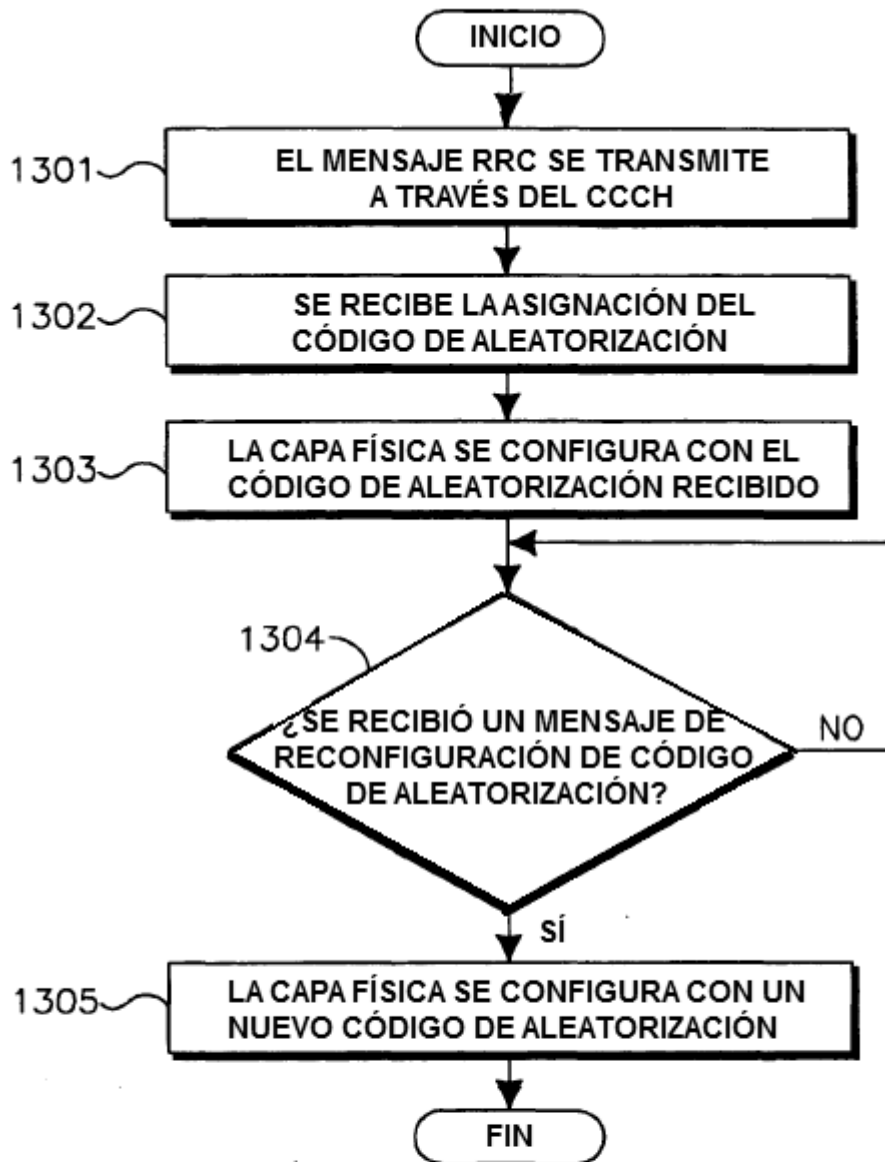 INICIO
1301
EL MENSAJE RRC SE TRANSMITE
A TRAVÉS DEL CCCH
1302
SE RECIBE LA ASIGNACIÓN DEL
CÓDIGO DE ALEATORIZACIÓN
1303
LA CAPA FÍSICA SE CONFIGURA CON EL
CÓDIGO DE ALEATORIZACIÓN RECIBIDO
1304
¿SE RECIBIÓ UN MENSAJE DE
RECONFIGURACIÓN DE CÓDIGO
DE ALEATORIZACIÓN?
NO
SÍ
1305
LA CAPA FÍSICA SE CONFIGURA CON UN
NUEVO CÓDIGO DE ALEATORIZACIÓN
FIN